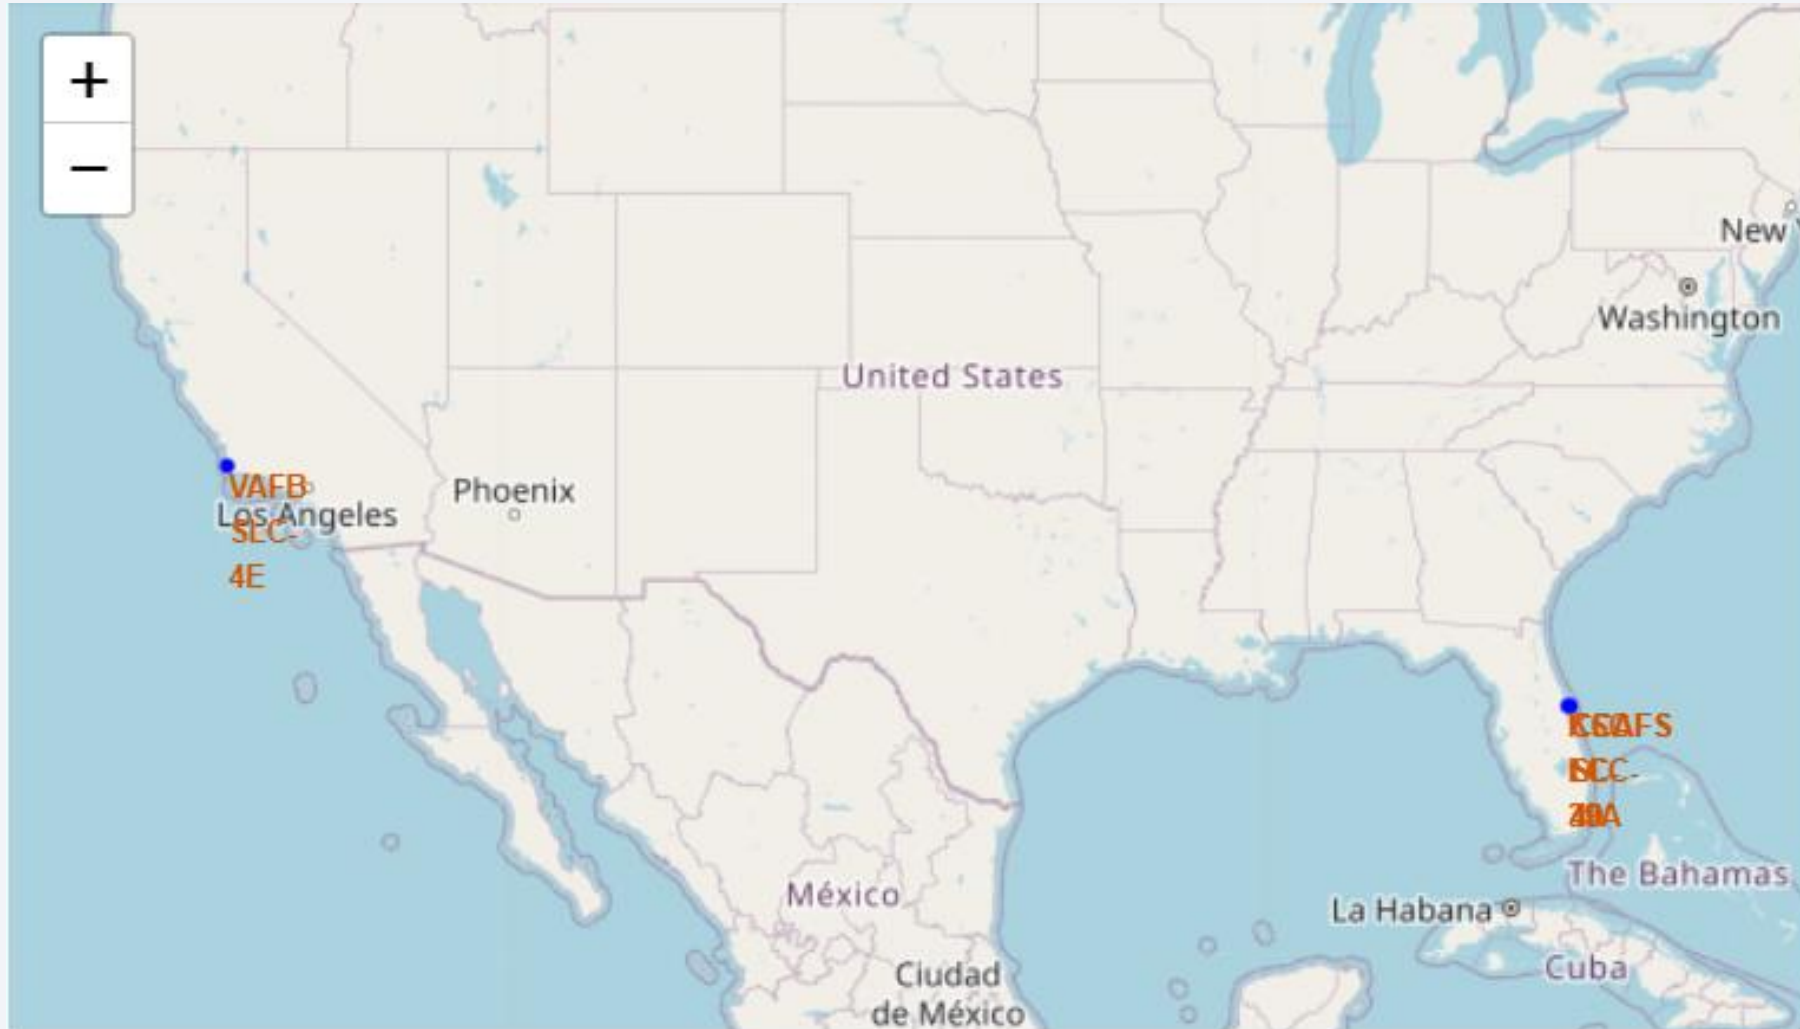 +
−
New Y
Washington
United States
VAFB
Los Angeles
SLC-
4E
Phoenix
The Bahamas
México
La Habana
Cuba
Ciudad
de México